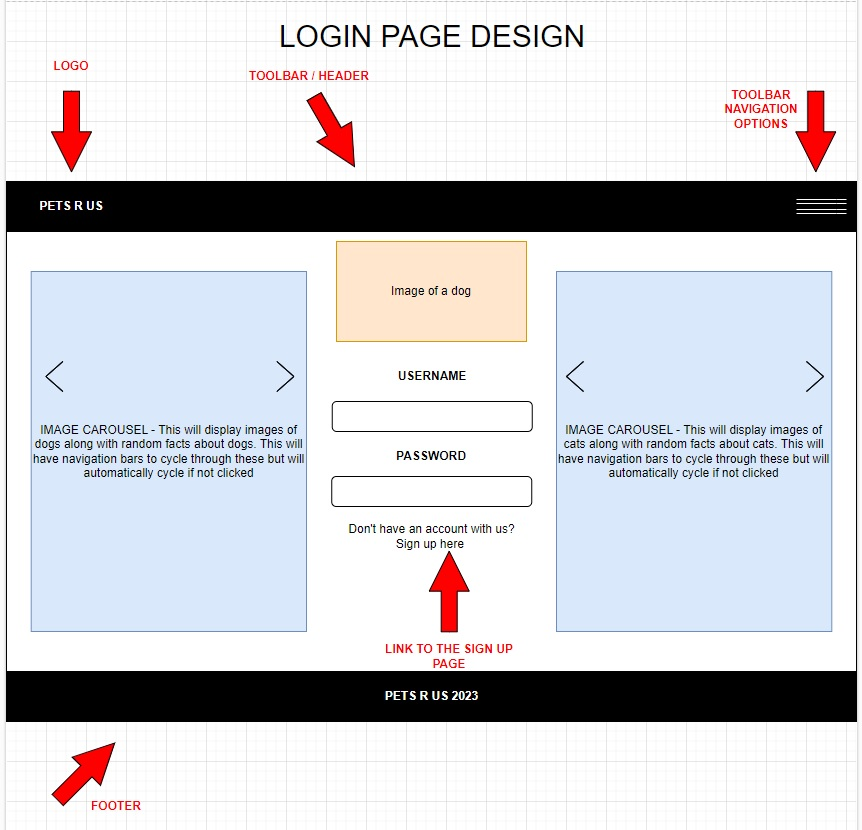 LOGIN PAGE DESIGN
LOGO
TOOLBAR / HEADER
TOOLBAR
NAVIGATION
OPTIONS
PETS R US
Image of a dog
IMAGE CAROUSEL - This will display images of
dogs along with random facts about dogs. This will
have navigation bars to cycle through these but will
automatically cycle if not clicked
USERNAME
PASSWORD
Don't have an account with us?
Sign up here
LINK TO THE SIGN UP
PAGE
IMAGE CAROUSEL - This will display images of
cats along with random facts about cats. This will
have navigation bars to cycle through these but will
automatically cycle if not clicked
PETS R US 2023
FOOTER